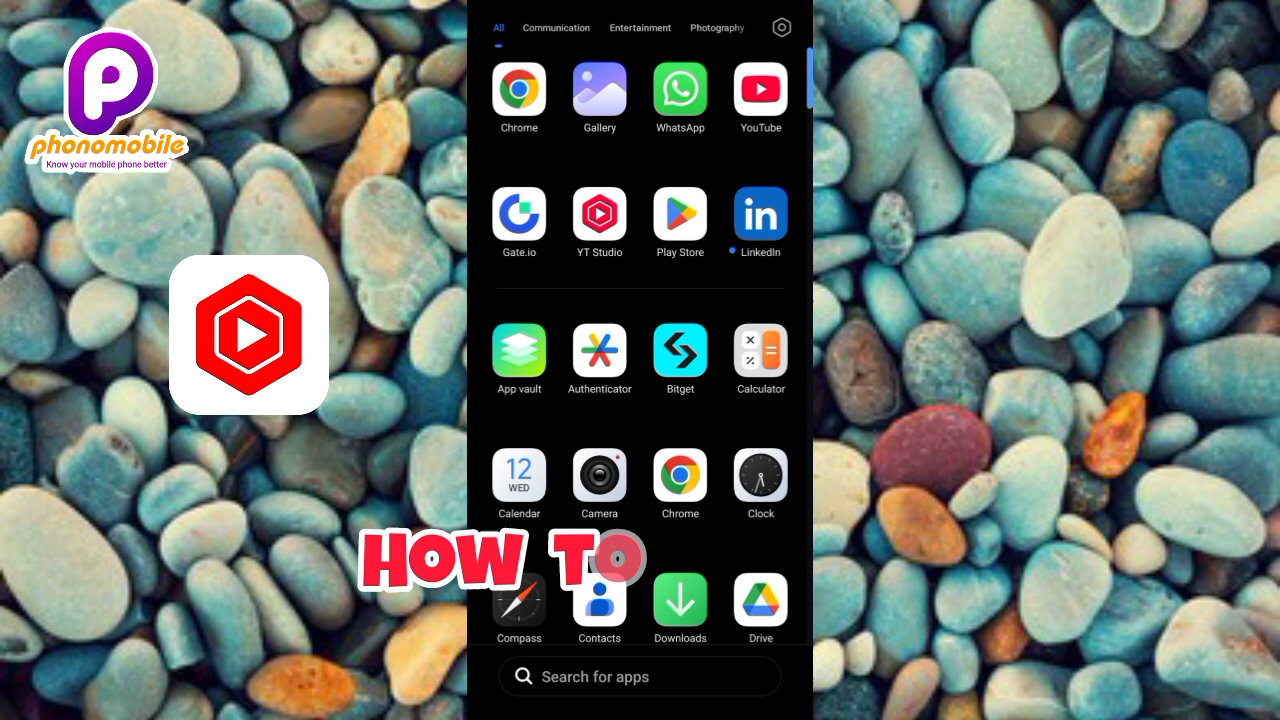 phonomobile
Know your mobile phone better
All Communication Entertainment Photography
Chrome Gallery WhatsApp YouTube
Gate.io YT Studio Play Store LinkedIn
App vault Authenticator Bitget Calculator
12
WED
Calendar Camera Chrome Clock
HOW TO
Compass Contacts Downloads Drive
Search for apps